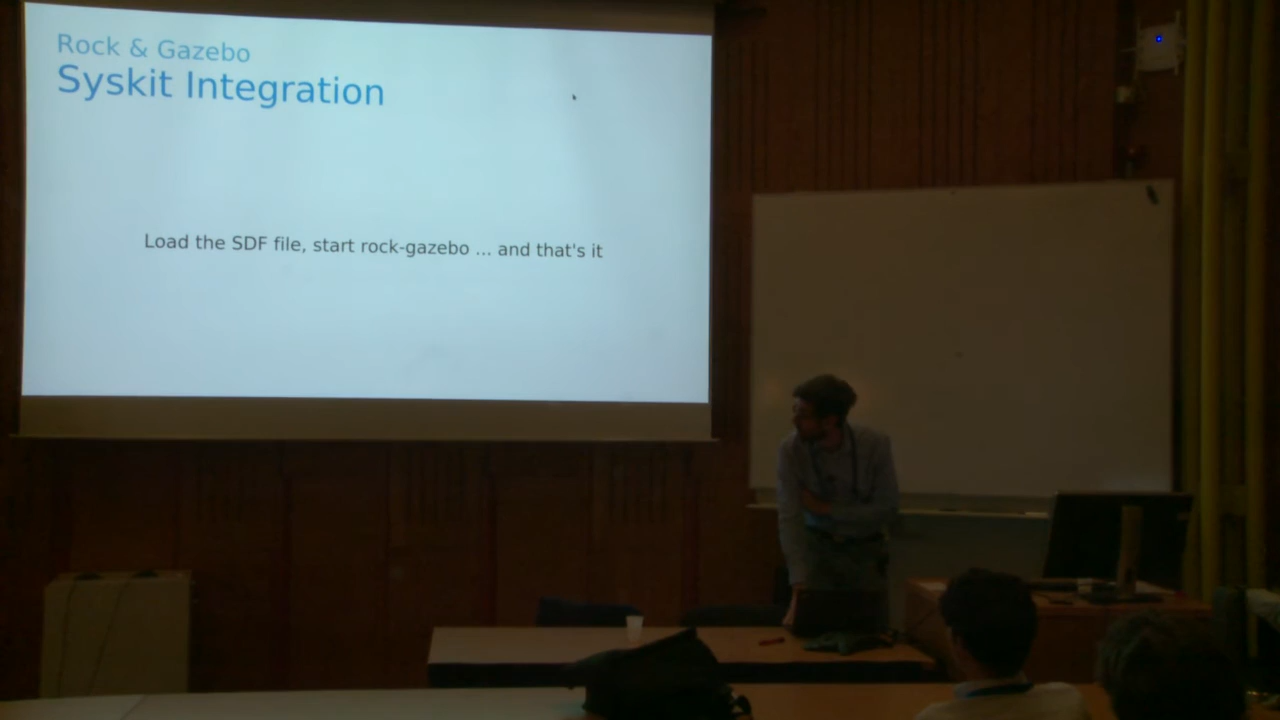 Rock & Gazebo
Syskit Integration
Load the SDF file, start rock-gazebo ... and that's it